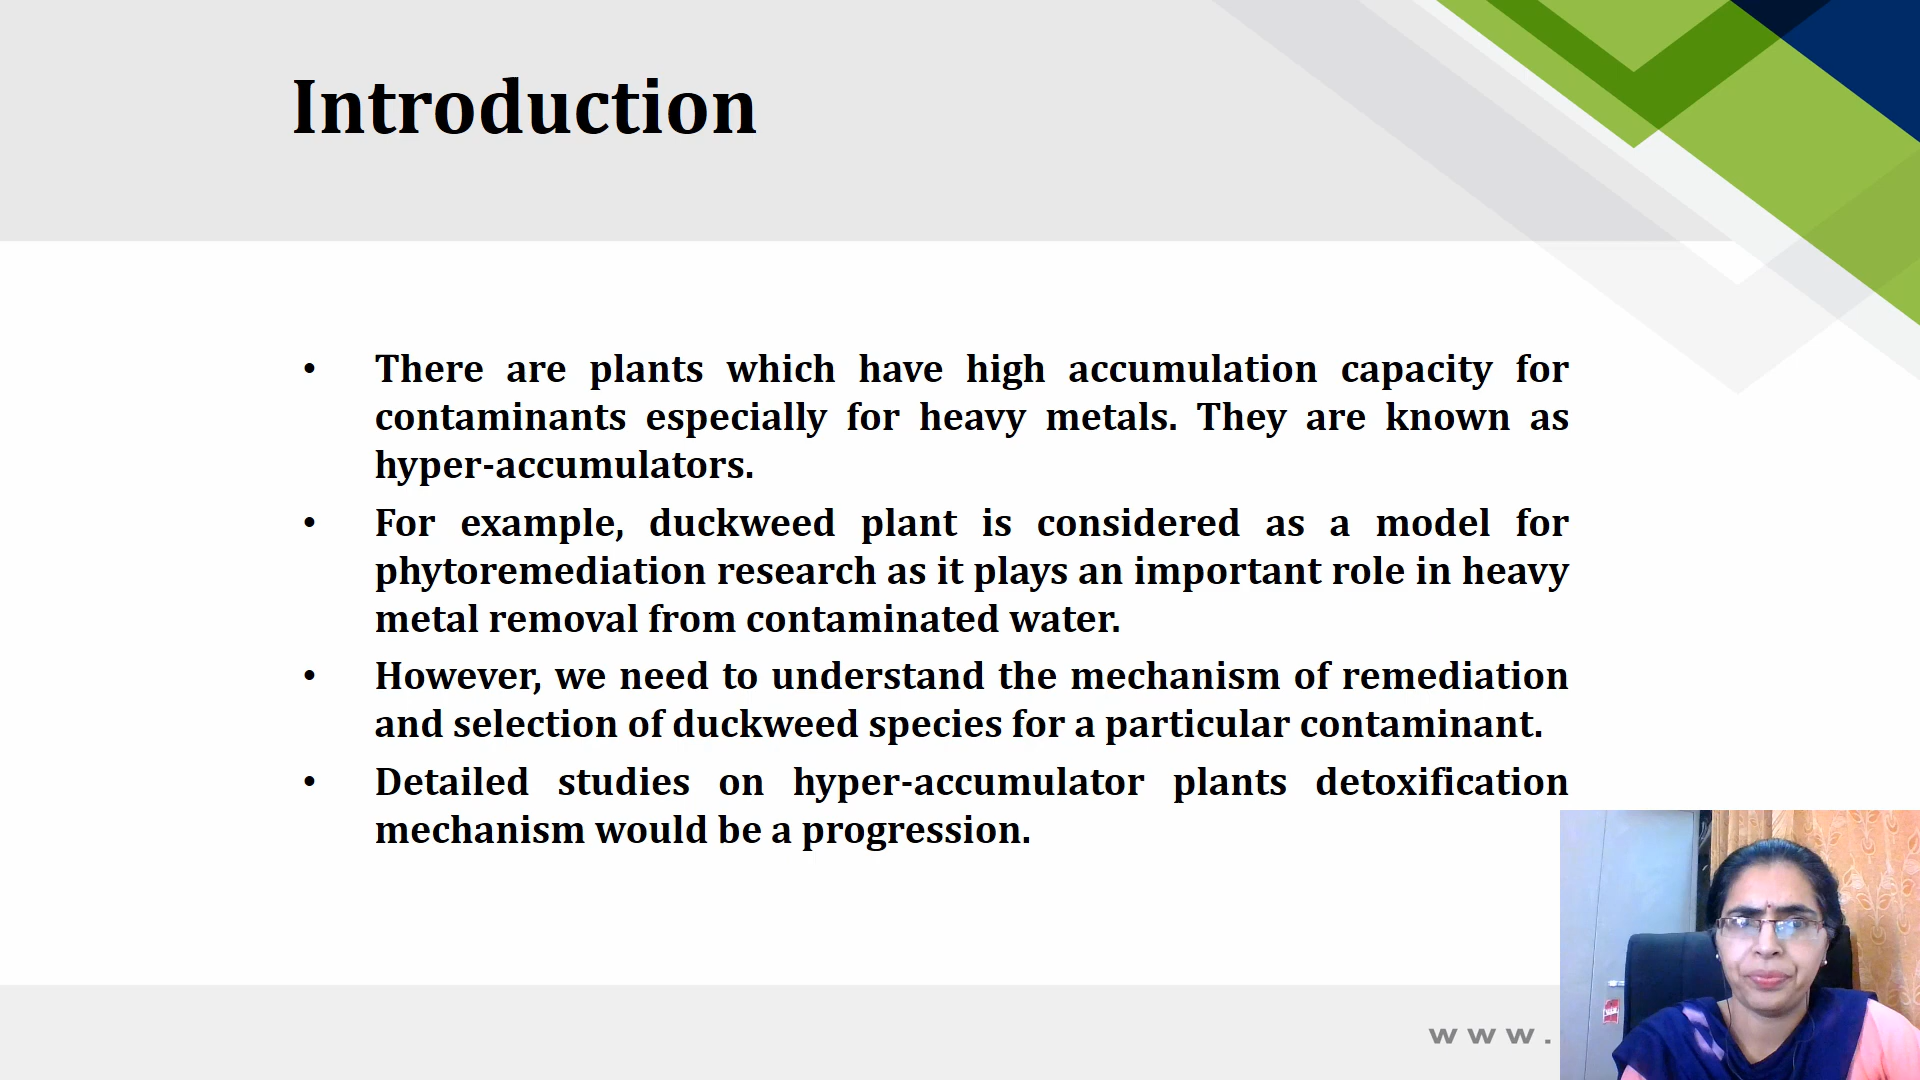 Introduction
• There are plants which have high accumulation capacity for
contaminants especially for heavy metals. They are known as
hyper-accumulators.
• For example, duckweed plant is considered as a model for
phytoremediation research as it plays an important role in heavy
metal removal from contaminated water.
• However, we need to understand the mechanism of remediation
and selection of duckweed species for a particular contaminant.
• Detailed studies on hyper-accumulator plants detoxification
mechanism would be a progression.
www.